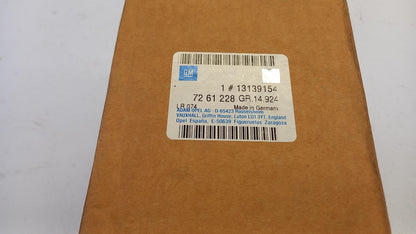 GM
1 # 13139154
72 61 228 GR.14.924
LR 074 Made in Germany
ADAM OPEL AG · D-65423 Rüsselsheim
VAUXHALL, Griffin House, Luton LU1 3YT, England
Opel España, E-50639 Figueruelas Zaragoza